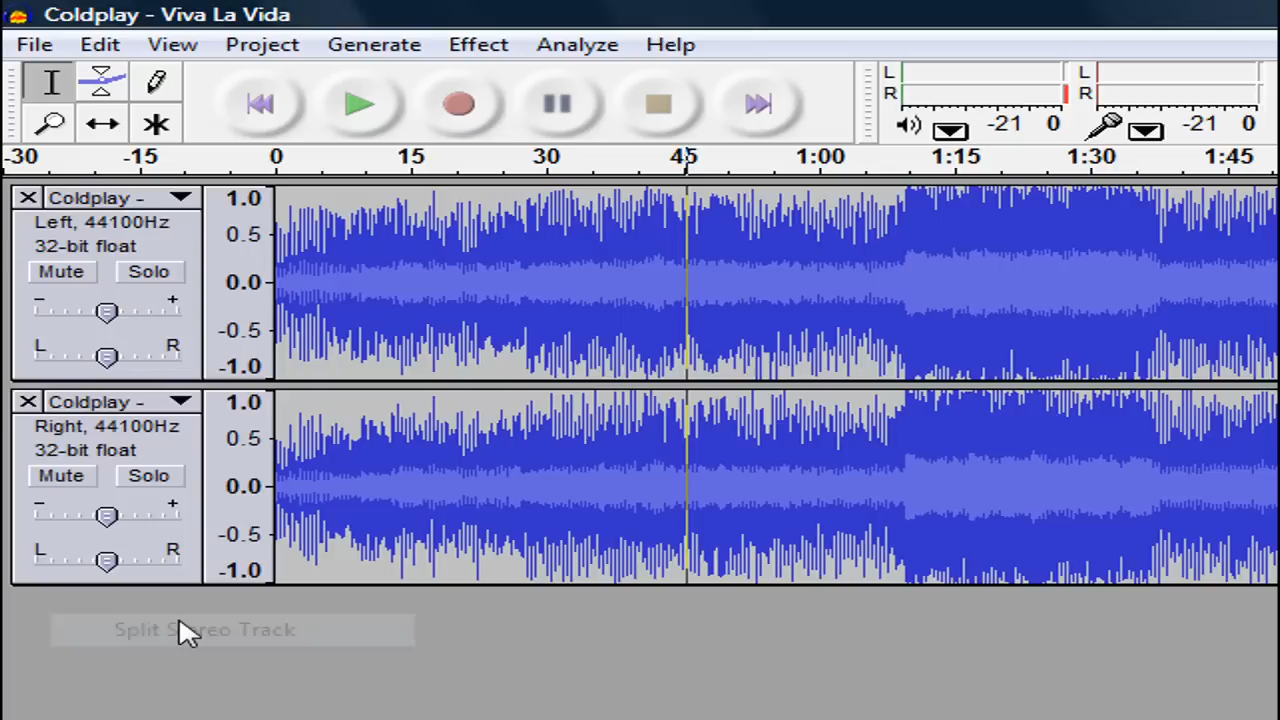 Coldplay - Viva La Vida
File Edit View Project Generate Effect Analyze Help
L
R
-21 0
L
R
-21 0
-30 -15 0 15 30 45 1:00 1:15 1:30 1:45
Coldplay -
Left, 44100Hz
32-bit float
Mute Solo
- +
L R
1.0
0.5
0.0
-0.5
-1.0
Coldplay -
Right, 44100Hz
32-bit float
Mute Solo
- +
L R
1.0
0.5
0.0
-0.5
-1.0
Split Stereo Track